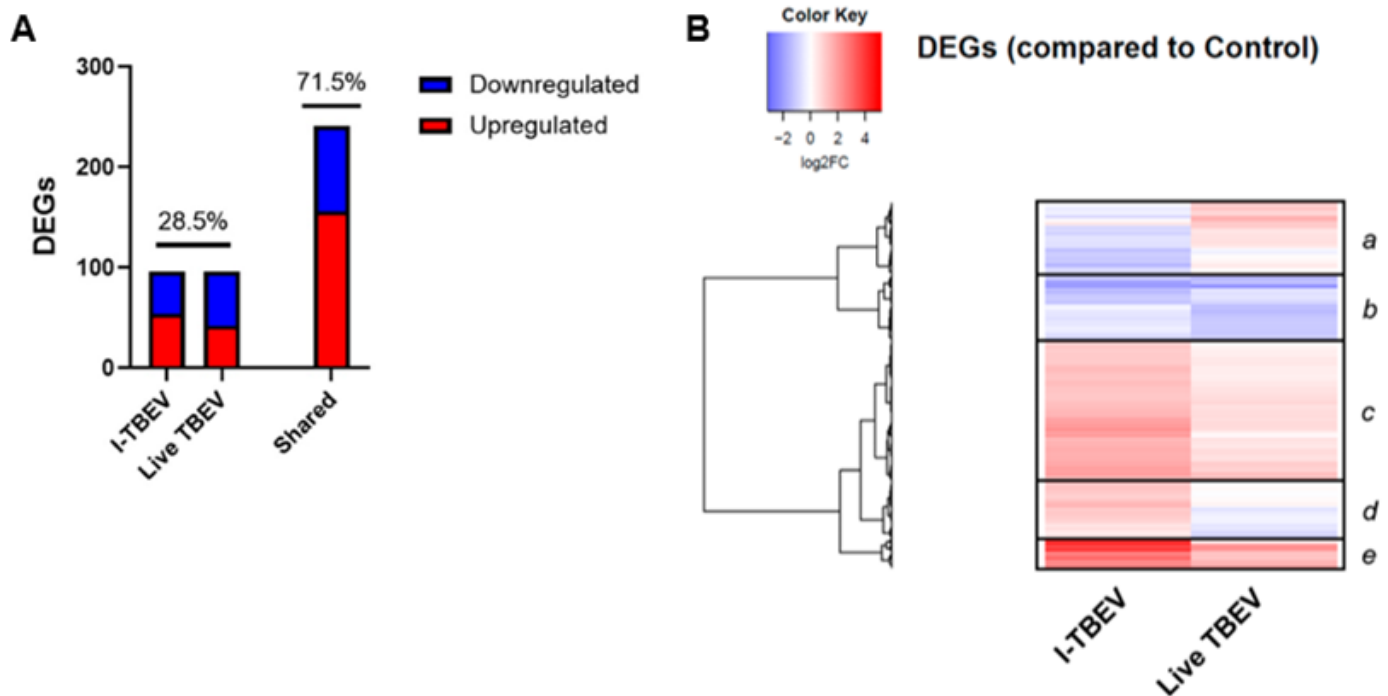 A
300
200
100
0
DEGs
28.5%
71.5%
I-TBEV
Live TBEV
Shared
Downregulated
Upregulated
B
Color Key
−2 0 2 4
log2FC
DEGs (compared to Control)
a
b
c
d
e
I-TBEV
Live TBEV